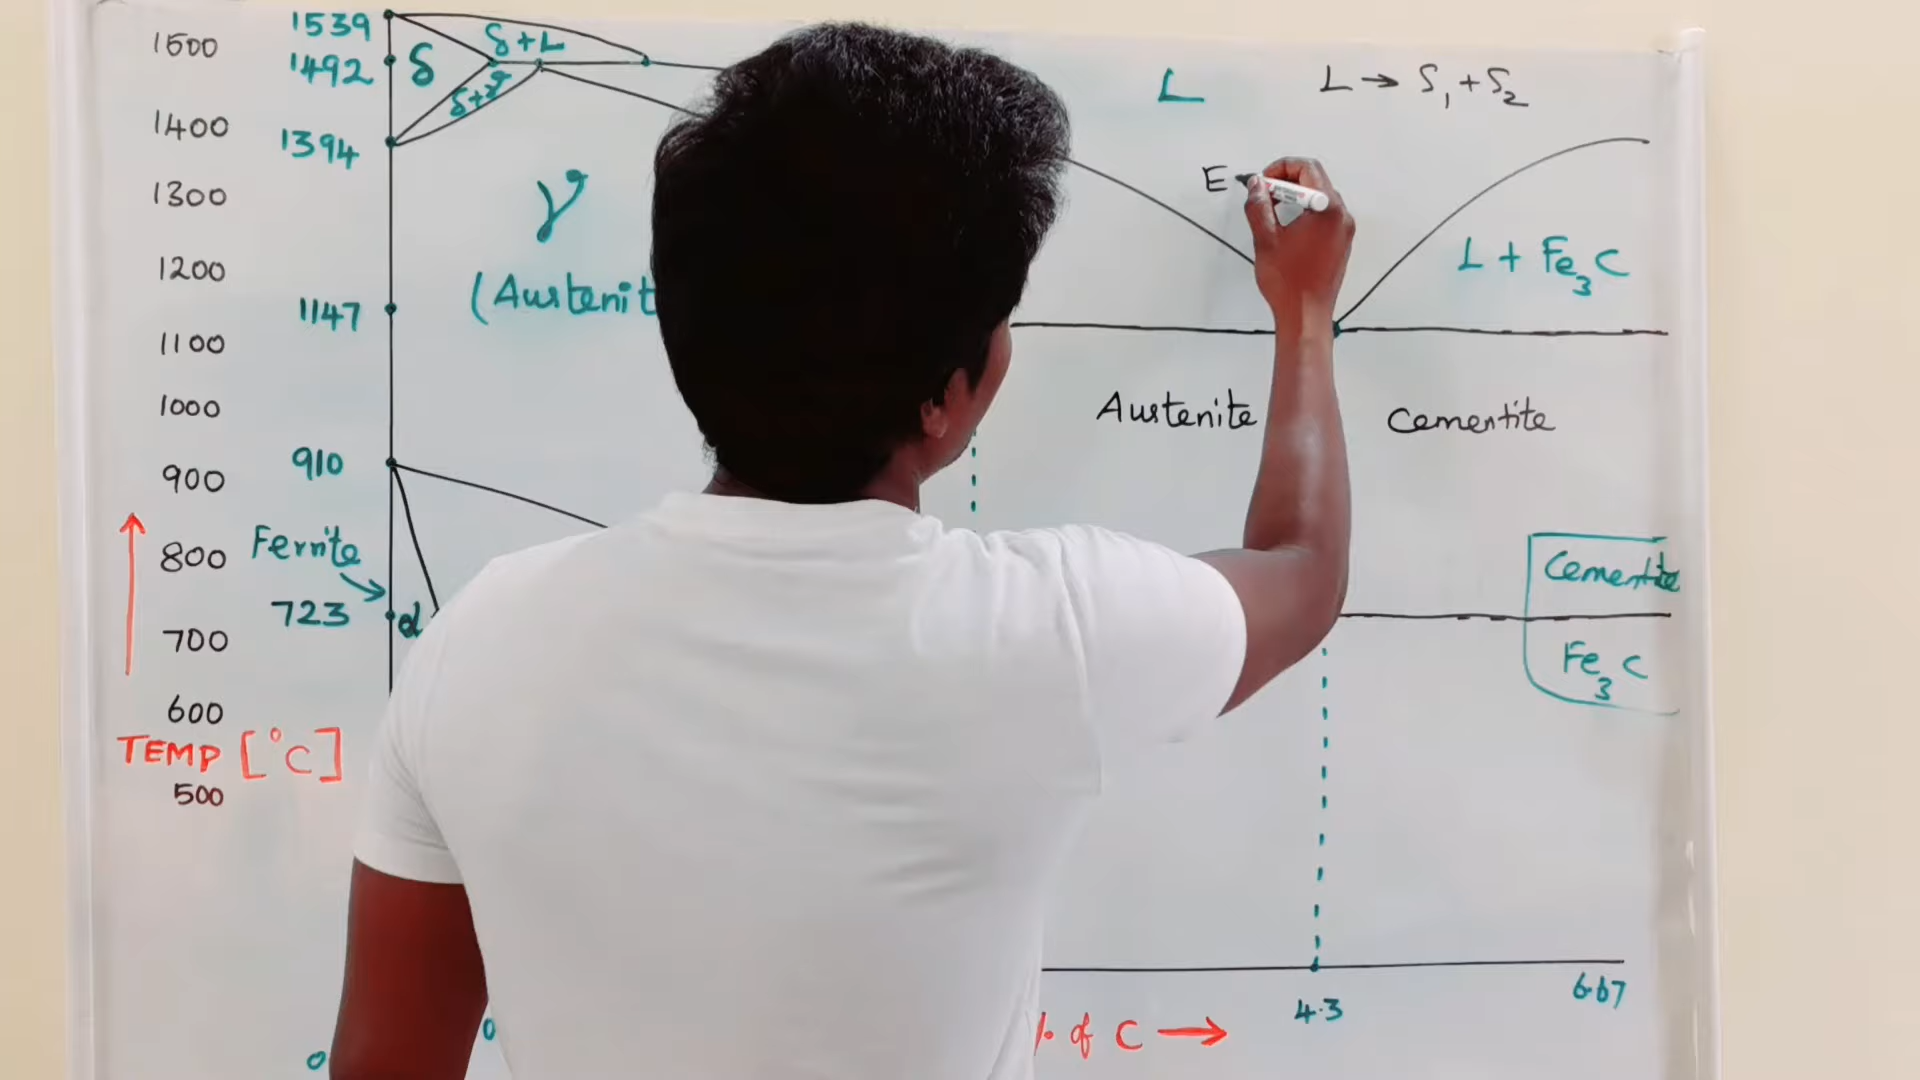 1539
1500
1492
δ
δ+L
δ+γ
1400
1394
L
L → S₁ + S₂
E
1300
γ
(Austenit
L + Fe₃C
1200
1147
1100
1000
Austenite
Cementite
910
900
Ferrite
800
Cementite
723
α
700
Fe₃C
600
TEMP [°C]
500
4.3
6.67
0
0
% of C →